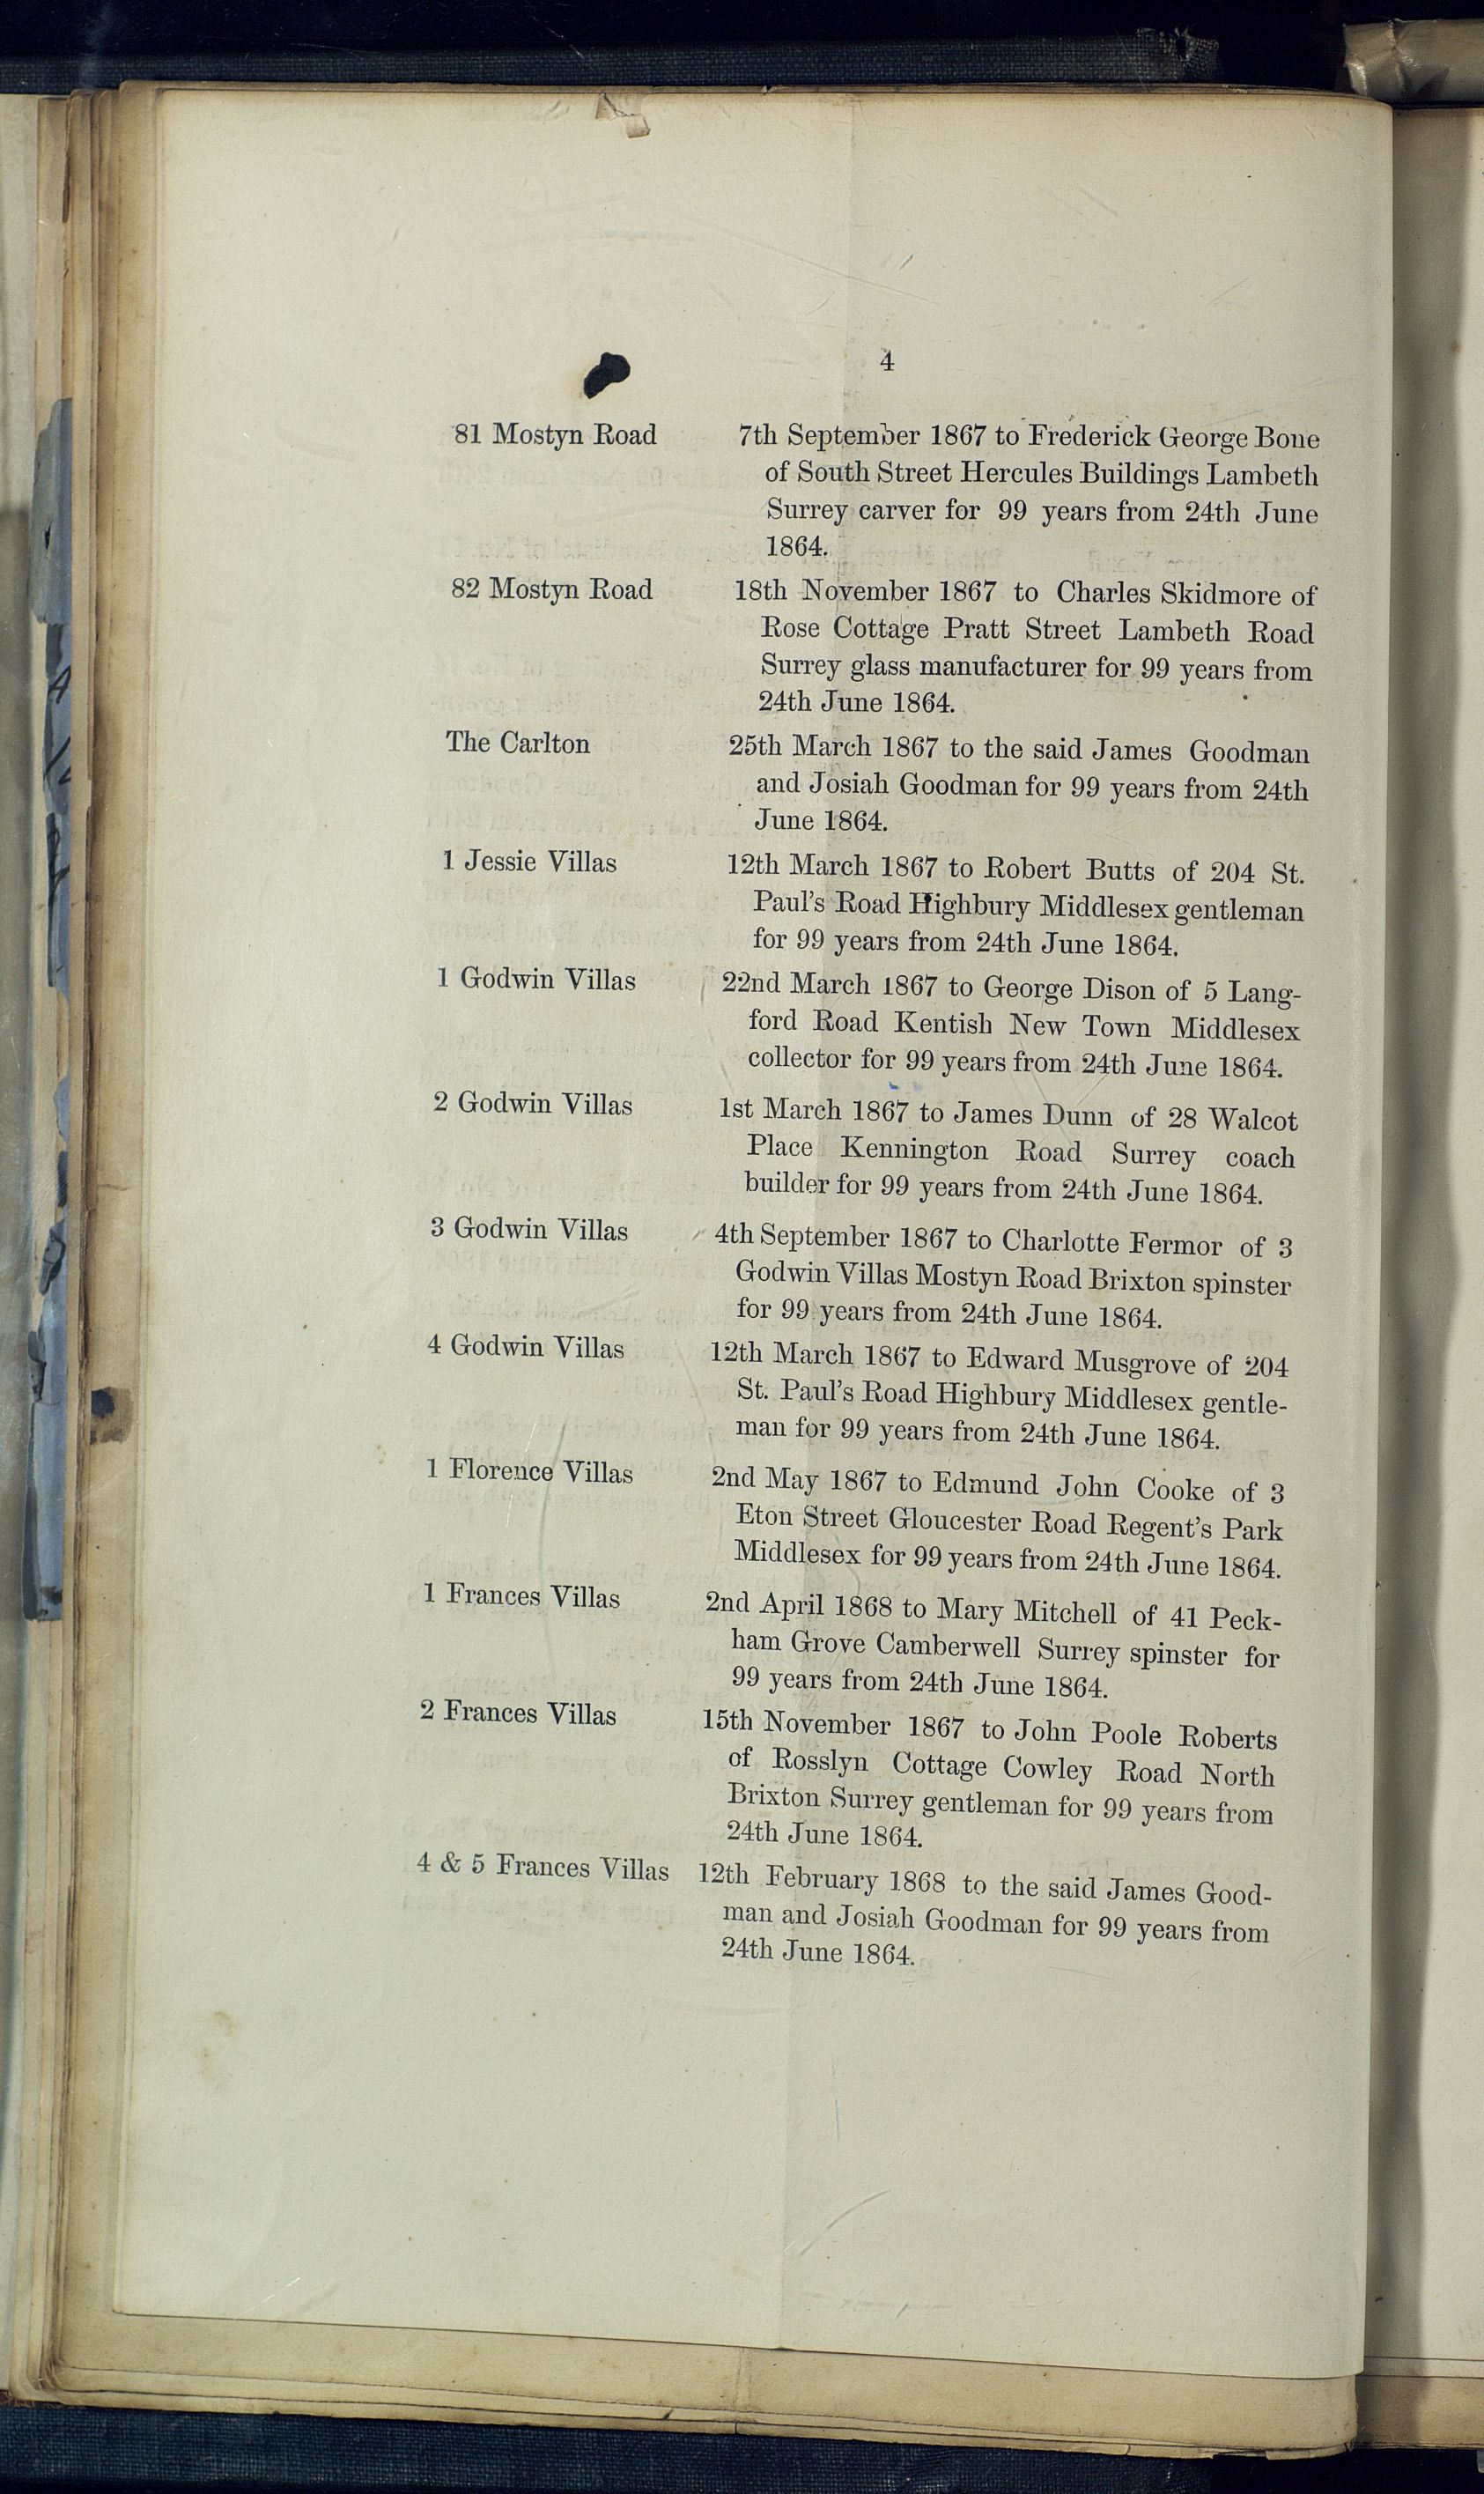 4
81 Mostyn Road 7th September 1867 to Frederick George Bone
of South Street Hercules Buildings Lambeth
Surrey carver for 99 years from 24th June
1864.
82 Mostyn Road 18th November 1867 to Charles Skidmore of
Rose Cottage Pratt Street Lambeth Road
Surrey glass manufacturer for 99 years from
24th June 1864.
The Carlton 25th March 1867 to the said James Goodman
and Josiah Goodman for 99 years from 24th
June 1864.
1 Jessie Villas 12th March 1867 to Robert Butts of 204 St.
Paul's Road Highbury Middlesex gentleman
for 99 years from 24th June 1864.
1 Godwin Villas 22nd March 1867 to George Dison of 5 Lang-
ford Road Kentish New Town Middlesex
collector for 99 years from 24th June 1864.
2 Godwin Villas 1st March 1867 to James Dunn of 28 Walcot
Place Kennington Road Surrey coach
builder for 99 years from 24th June 1864.
3 Godwin Villas 4th September 1867 to Charlotte Fermor of 3
Godwin Villas Mostyn Road Brixton spinster
for 99 years from 24th June 1864.
4 Godwin Villas 12th March 1867 to Edward Musgrove of 204
St. Paul's Road Highbury Middlesex gentle-
man for 99 years from 24th June 1864.
1 Florence Villas 2nd May 1867 to Edmund John Cooke of 3
Eton Street Gloucester Road Regent's Park
Middlesex for 99 years from 24th June 1864.
1 Frances Villas 2nd April 1868 to Mary Mitchell of 41 Peck-
ham Grove Camberwell Surrey spinster for
99 years from 24th June 1864.
2 Frances Villas 15th November 1867 to John Poole Roberts
of Rosslyn Cottage Cowley Road North
Brixton Surrey gentleman for 99 years from
24th June 1864.
4 & 5 Frances Villas 12th February 1868 to the said James Good-
man and Josiah Goodman for 99 years from
24th June 1864.